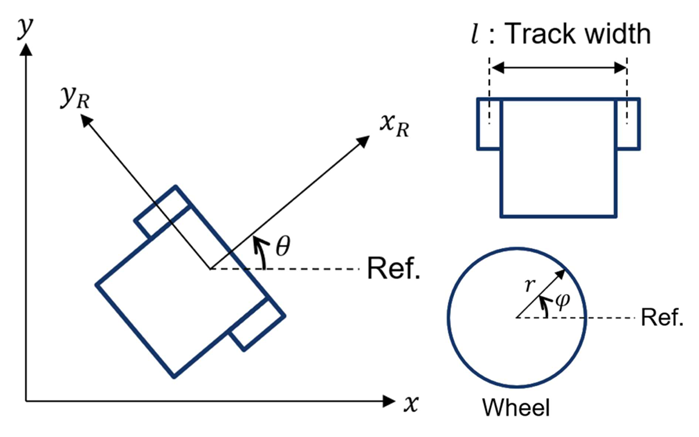 y
l : Track width
y_R
x_R
θ
Ref.
r
φ
Ref.
x
Wheel